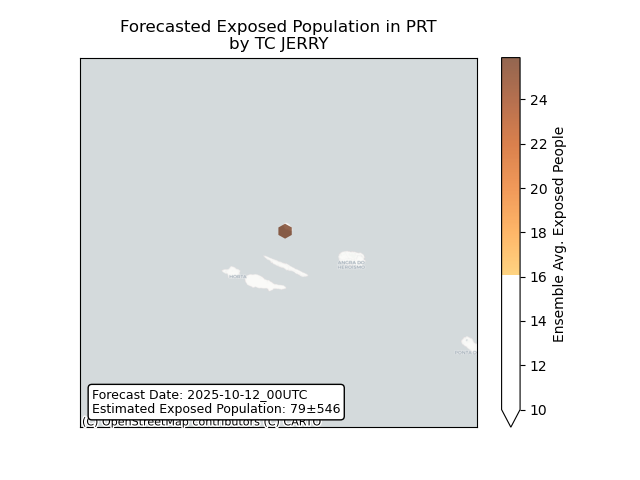 Forecasted Exposed Population in PRT
by TC JERRY
24
22
20
18
16
14
12
10
Ensemble Avg. Exposed People
Forecast Date: 2025-10-12_00UTC
Estimated Exposed Population: 79±546
(C) OpenStreetMap contributors (C) CARTO